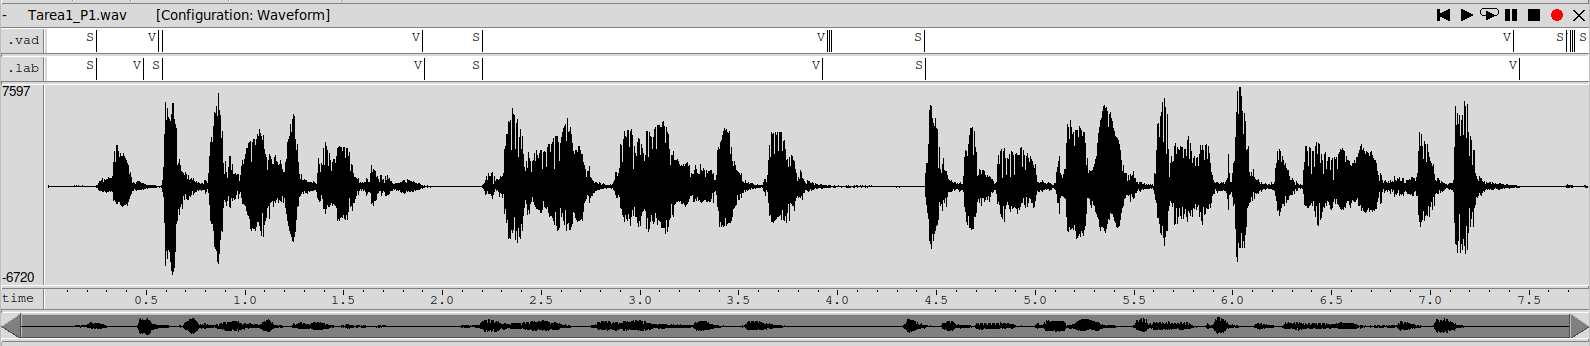 - Tarea1_P1.wav [Configuration: Waveform]
.vad S V V S V S V S S
.lab S V S V S V S V
7597
-6720
time 0.5 1.0 1.5 2.0 2.5 3.0 3.5 4.0 4.5 5.0 5.5 6.0 6.5 7.0 7.5